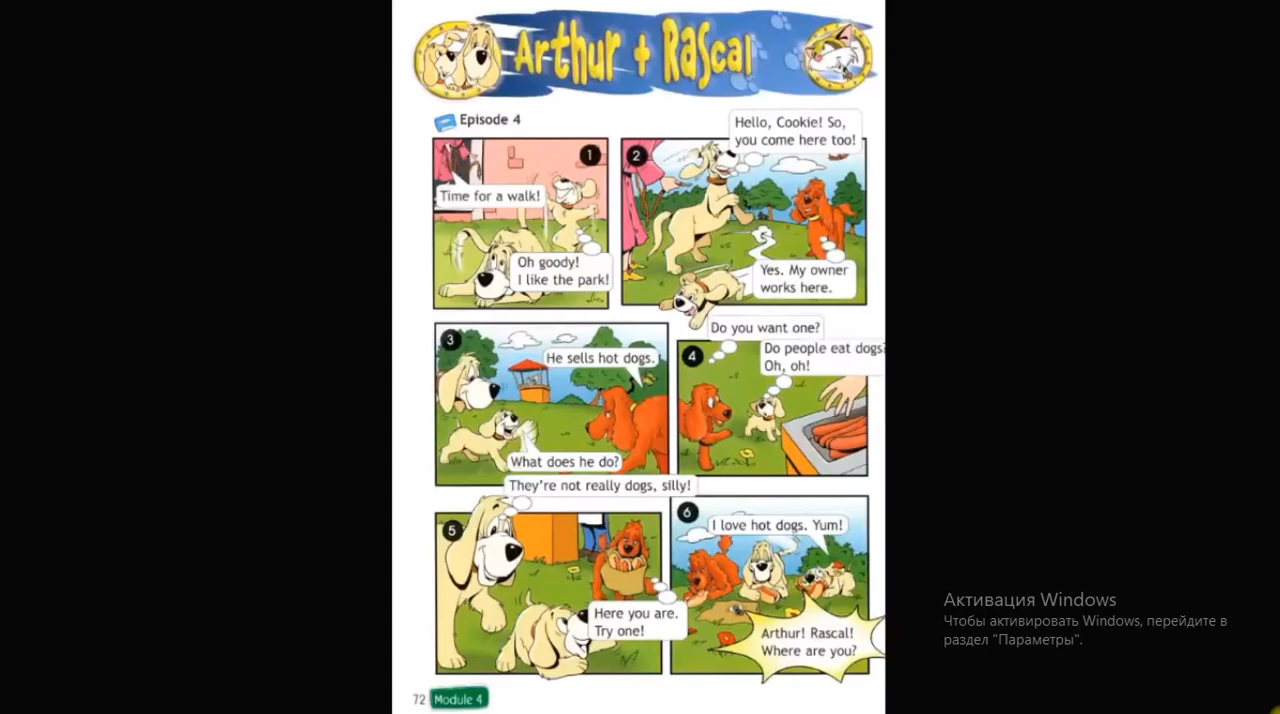 Arthur + Rascal
Episode 4
1
Time for a walk!
Oh goody!
I like the park!
2
Hello, Cookie! So,
you come here too!
Yes. My owner
works here.
3
He sells hot dogs.
What does he do?
4
Do you want one?
Do people eat dogs?
Oh, oh!
5
They're not really dogs, silly!
Here you are.
Try one!
6
I love hot dogs. Yum!
Arthur! Rascal!
Where are you?
72
Module 4
Активация Windows
Чтобы активировать Windows, перейдите в
раздел "Параметры".